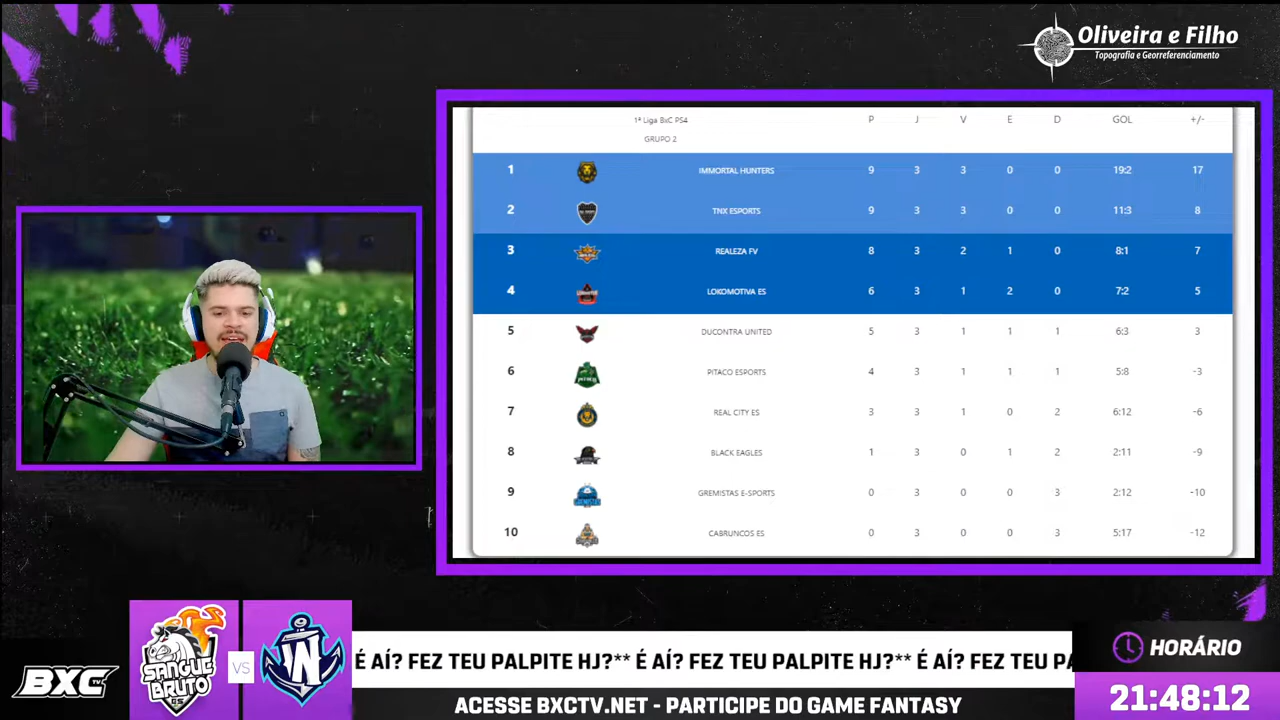 Oliveira e Filho
Topografia e Georreferenciamento
1ª Liga BxC PS4
GRUPO 2
P J V E D GOL +/-
1 IMMORTAL HUNTERS 9 3 3 0 0 19:2 17
2 TNX ESPORTS 9 3 3 0 0 11:3 8
3 REALEZA FV 8 3 2 1 0 8:1 7
4 LOKOMOTIVA ES 6 3 1 2 0 7:2 5
5 DUCONTRA UNITED 5 3 1 1 1 6:3 3
6 PITACO ESPORTS 4 3 1 1 1 5:8 -3
7 REAL CITY ES 3 3 1 0 2 6:12 -6
8 BLACK EAGLES 1 3 0 1 2 2:11 -9
9 GREMISTAS E-SPORTS 0 3 0 0 3 2:12 -10
10 CABRUNCOS ES 0 3 0 0 3 5:17 -12
BXC TV
SANGUE BRUTO GS
VS
W
É AÍ? FEZ TEU PALPITE HJ?** É AÍ? FEZ TEU PALPITE HJ?** É AÍ? FEZ TEU PA
ACESSE BXCTV.NET - PARTICIPE DO GAME FANTASY
HORÁRIO
21:48:12